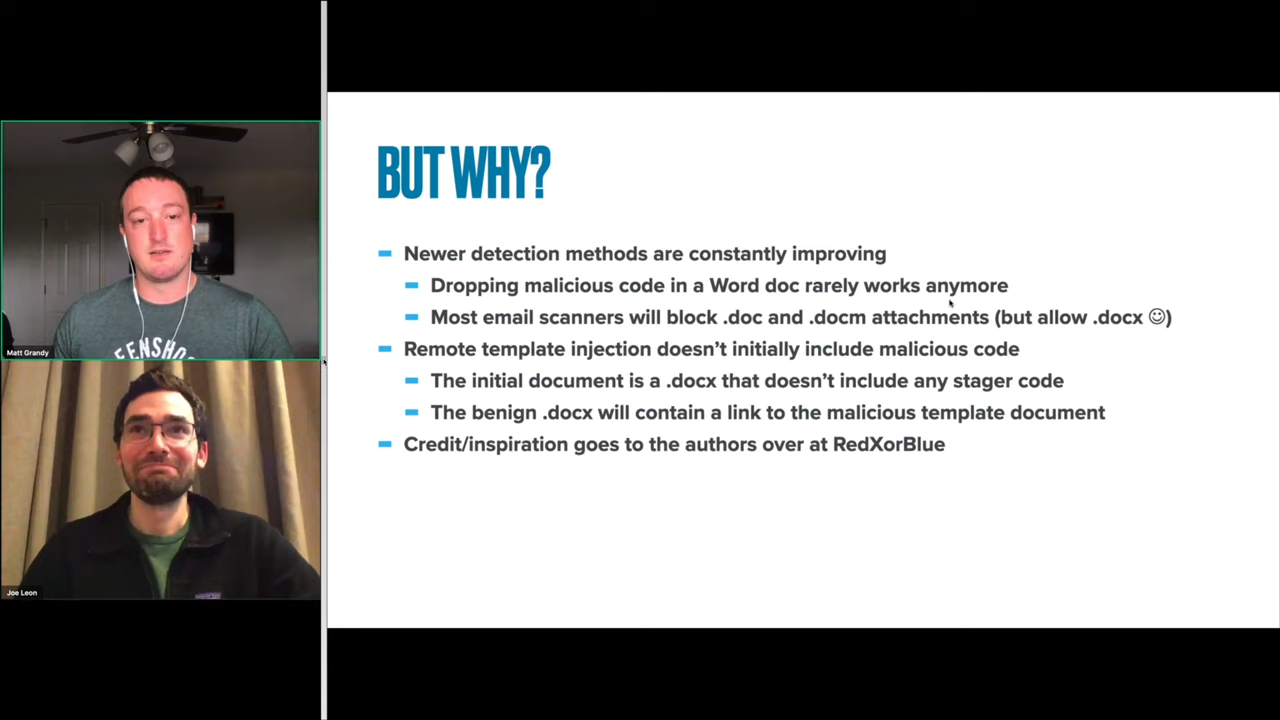 BUT WHY?
Newer detection methods are constantly improving
Dropping malicious code in a Word doc rarely works anymore
Most email scanners will block .doc and .docm attachments (but allow .docx ☺)
Remote template injection doesn't initially include malicious code
The initial document is a .docx that doesn't include any stager code
The benign .docx will contain a link to the malicious template document
Credit/inspiration goes to the authors over at RedXorBlue
Matt Grandy
Joe Leon